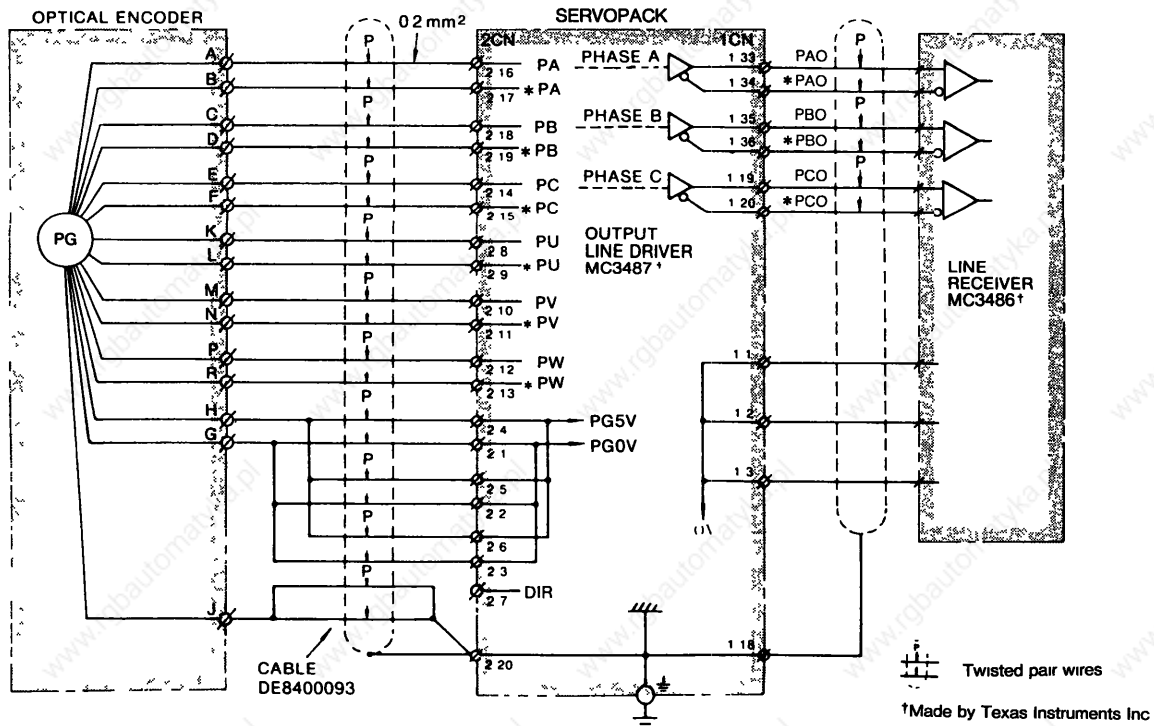 OPTICAL ENCODER
0 2 mm²
SERVOPACK
P
2CN
1CN
A
2 16
PA
PHASE A
1 33
PAO
P
B
P
2 17
* PA
1 34
* PAO
P
C
2 18
PB
PHASE B
1 35
PBO
D
P
2 19
* PB
1 36
* PBO
P
E
2 14
PC
PHASE C
1 19
PCO
F
P
2 15
* PC
1 20
* PCO
PG
K
2 8
PU
OUTPUT
LINE DRIVER
MC3487 †
L
P
2 9
* PU
LINE
RECEIVER
MC3486†
M
2 10
PV
N
P
2 11
* PV
P
2 12
PW
1 1
R
P
2 13
* PW
H
2 4
PG5V
1 2
G
P
2 1
PG0V
P
2 5
2 2
1 3
P
2 6
2 3
P
2 7
DIR
J
CABLE
DE8400093
2 20
1 18
P
Twisted pair wires
†Made by Texas Instruments Inc
www.rgbautomatyka.pl